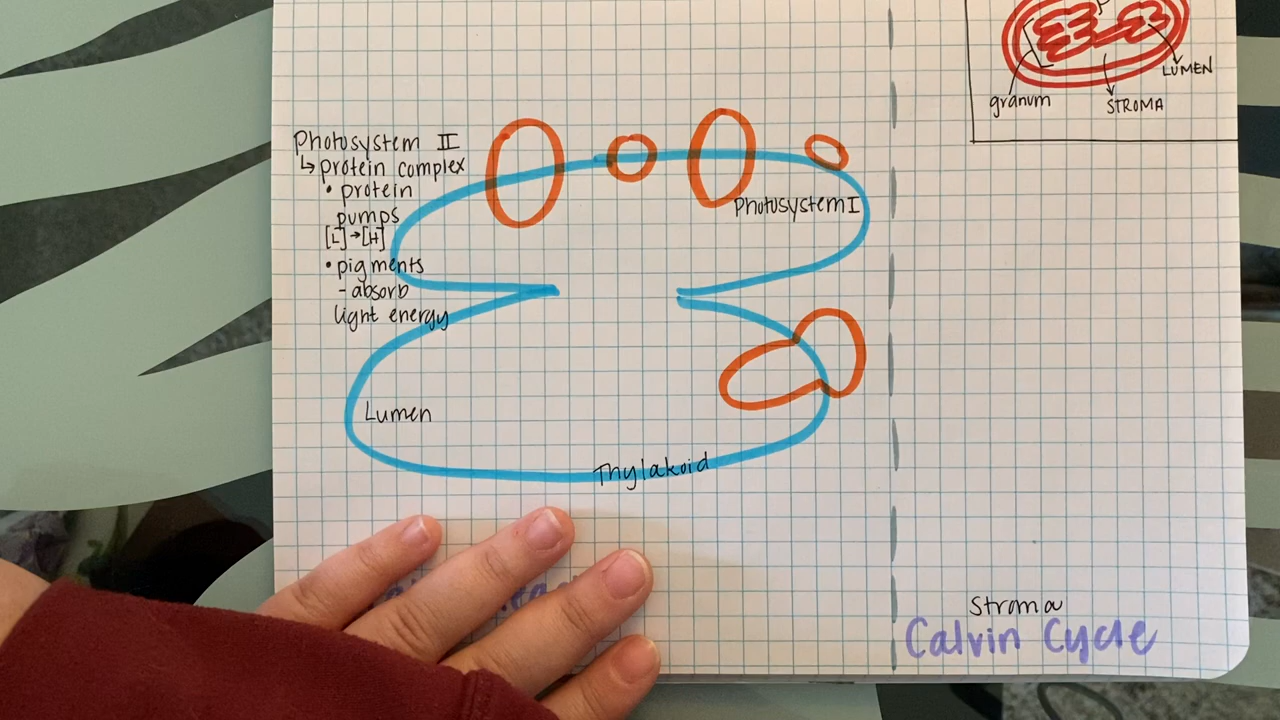 Photosystem II
↳ protein complex
• protein
pumps
[L]→[H]
• pigments
- absorb
light energy
Photosystem I
Lumen
Thylakoid
granum
STROMA
LUMEN
Stroma
Calvin Cycle